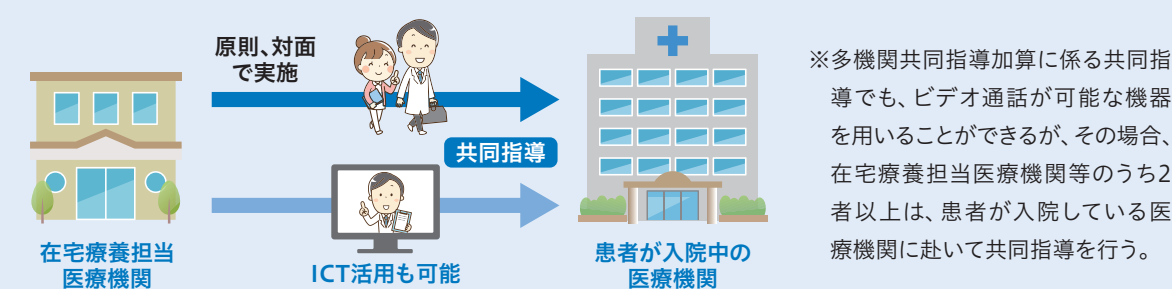 原則、対面
で実施
共同指導
在宅療養担当
医療機関
ICT活用も可能
患者が入院中の
医療機関
※多機関共同指導加算に係る共同指
導でも、ビデオ通話が可能な機器
を用いることができるが、その場合、
在宅療養担当医療機関等のうち2
者以上は、患者が入院している医
療機関に赴いて共同指導を行う。